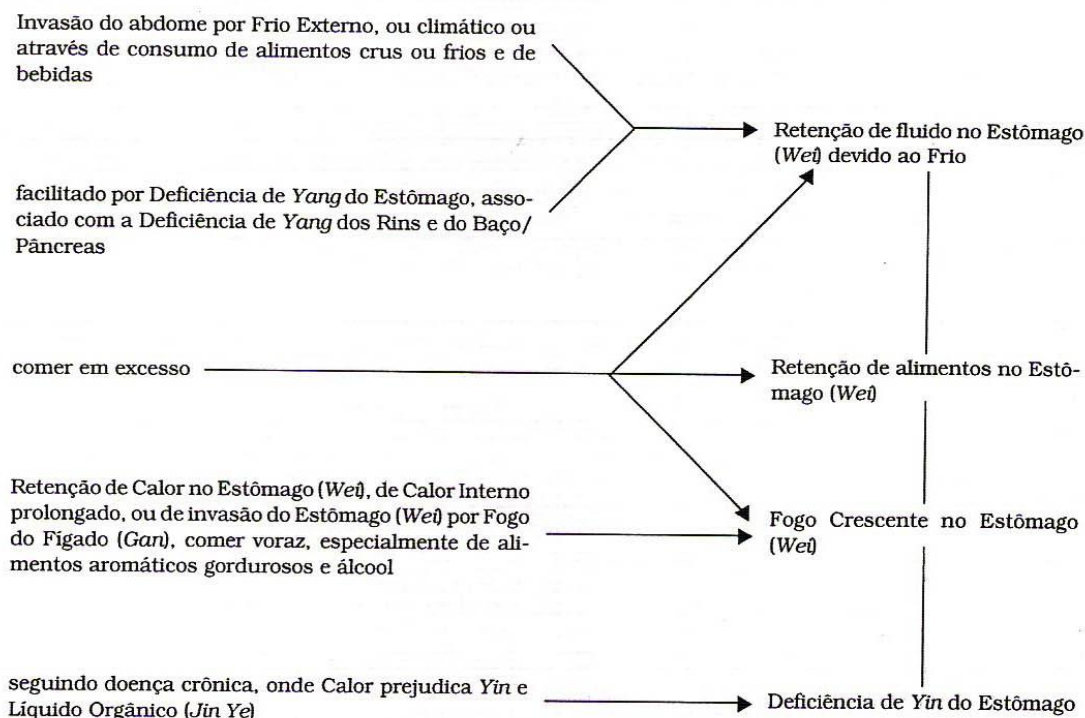 Invasão do abdome por Frio Externo, ou climático ou
através de consumo de alimentos crus ou frios e de
bebidas
Retenção de fluido no Estômago
(Wei) devido ao Frio
facilitado por Deficiência de Yang do Estômago, asso-
ciado com a Deficiência de Yang dos Rins e do Baço/
Pâncreas
comer em excesso
Retenção de alimentos no Estô-
mago (Wei)
Retenção de Calor no Estômago (Wei), de Calor Interno
prolongado, ou de invasão do Estômago (Wei) por Fogo
do Fígado (Gan), comer voraz, especialmente de ali-
mentos aromáticos gordurosos e álcool
Fogo Crescente no Estômago
(Wei)
seguindo doença crônica, onde Calor prejudica Yin e
Líquido Orgânico (Jin Ye)
Deficiência de Yin do Estômago